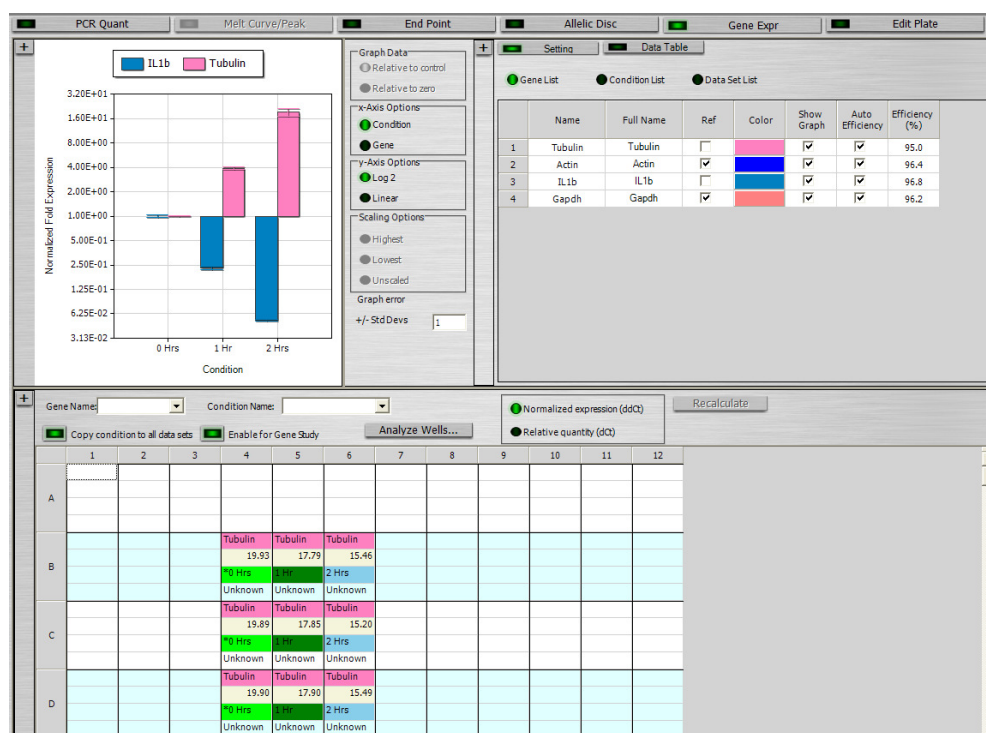 PCR Quant Melt Curve/Peak End Point Allelic Disc Gene Expr Edit Plate
+
IL1b Tubulin
3.20E+01
1.60E+01
8.00E+00
4.00E+00
2.00E+00
1.00E+00
5.00E-01
2.50E-01
1.25E-01
6.25E-02
3.13E-02
Normalized Fold Expression
0 Hrs 1 Hr 2 Hrs
Condition
Graph Data
Relative to control
Relative to zero
x-Axis Options
Condition
Gene
y-Axis Options
Log 2
Linear
Scaling Options
Highest
Lowest
Unscaled
Graph error
+/- Std Devs 1
+
Setting Data Table
Gene List Condition List Data Set List
Name Full Name Ref Color Show Graph Auto Efficiency Efficiency (%)
1 Tubulin Tubulin 95.0
2 Actin Actin 96.4
3 IL1b IL1b 96.8
4 Gapdh Gapdh 96.2
+
Gene Name: Condition Name:
Copy condition to all data sets Enable for Gene Study Analyze Wells...
Normalized expression (ddCt)
Relative quantity (dCt)
Recalculate
1 2 3 4 5 6 7 8 9 10 11 12
A
B
Tubulin Tubulin Tubulin
19.93 17.79 15.46
*0 Hrs 1 Hr 2 Hrs
Unknown Unknown Unknown
C
Tubulin Tubulin Tubulin
19.89 17.85 15.20
*0 Hrs 1 Hr 2 Hrs
Unknown Unknown Unknown
D
Tubulin Tubulin Tubulin
19.90 17.90 15.49
*0 Hrs 1 Hr 2 Hrs
Unknown Unknown Unknown